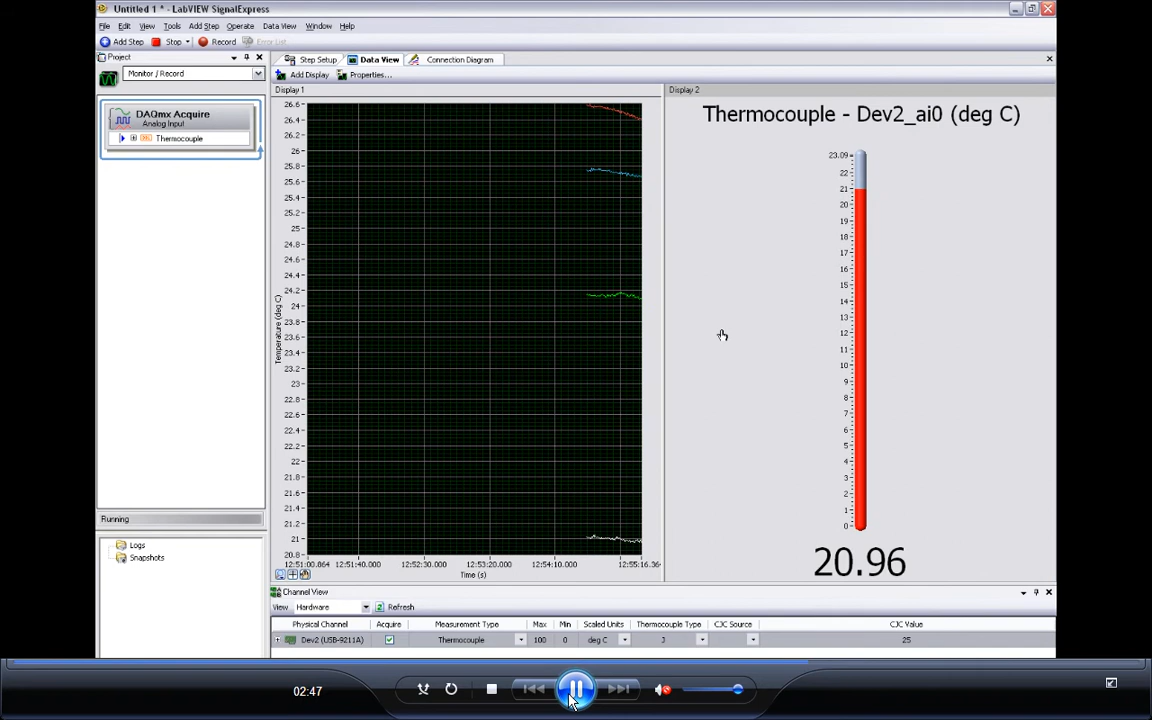 Untitled 1 * - LabVIEW SignalExpress
File Edit View Tools Add Step Operate Data View Window Help
Add Step Stop Record Error List
Project
Monitor / Record
DAQmx Acquire
Analog Input
Thermocouple
Running
Logs
Snapshots
Step Setup Data View Connection Diagram
Add Display Properties...
Display 1
26.6
26.4
26.2
26
25.8
25.6
25.4
25.2
25
24.8
24.6
24.4
24.2
24
23.8
23.6
23.4
23.2
23
22.8
22.6
22.4
22.2
22
21.8
21.6
21.4
21.2
21
20.8
Temperature (deg C)
12:51:00.864 12:51:40.000 12:52:30.000 12:53:20.000 12:54:10.000 12:55:16.36
Time (s)
Display 2
Thermocouple - Dev2_ai0 (deg C)
23.09
22
21
20
19
18
17
16
15
14
13
12
11
10
9
8
7
6
5
4
3
2
1
0
20.96
Channel View
View Hardware Refresh
Physical Channel Acquire Measurement Type Max Min Scaled Units Thermocouple Type CJC Source CJC Value
Dev2 (USB-9211A) Thermocouple 100 0 deg C J 25
02:47